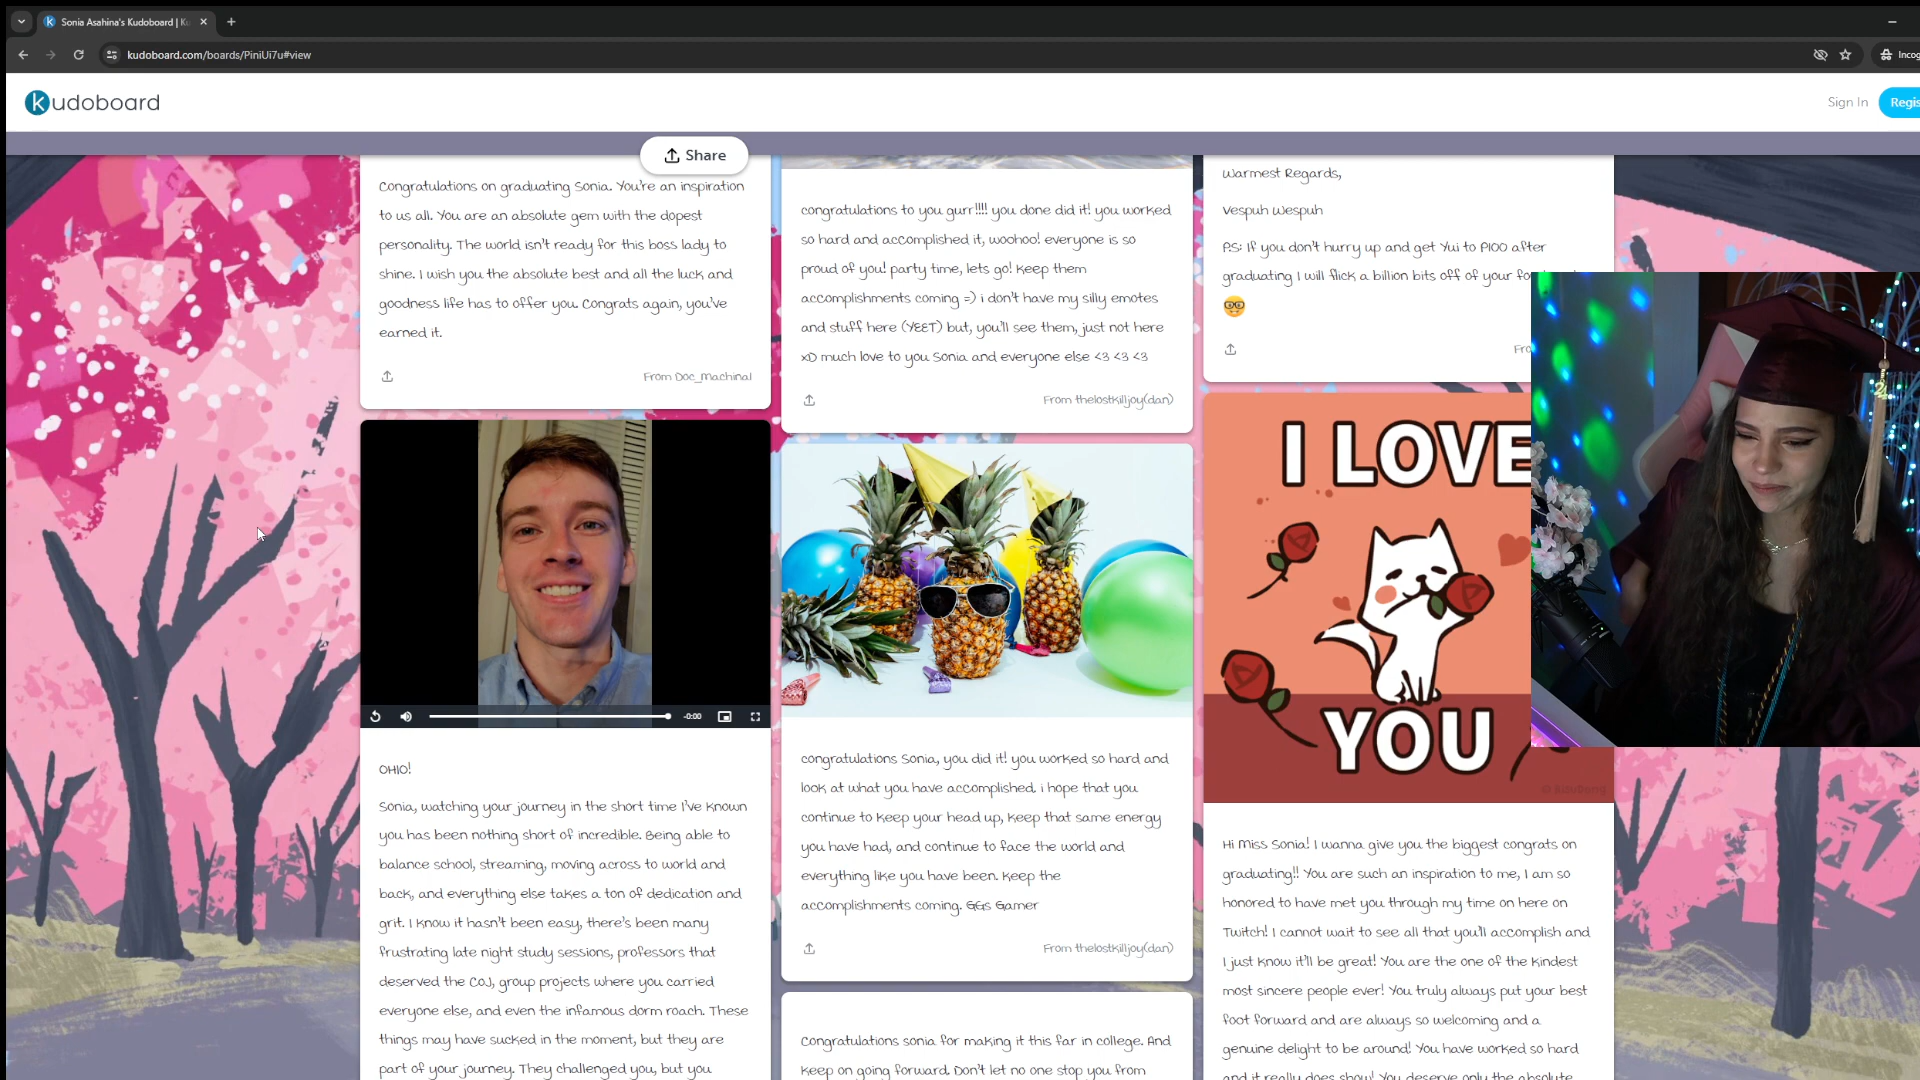 Sonia Asahina's Kudoboard | Ku
kudoboard.com/boards/PiniUi7u#view
Incog
kudoboard
Sign In
Regis
Share
Congratulations on graduating Sonia. You're an inspiration
to us all. You are an absolute gem with the dopest
personality. The world isn't ready for this boss lady to
shine. I wish you the absolute best and all the luck and
goodness life has to offer you. Congrats again, you've
earned it.
From Doc_Machinal
OHIO!
Sonia, watching your journey in the short time I've known
you has been nothing short of incredible. Being able to
balance school, streaming, moving across to world and
back, and everything else takes a ton of dedication and
grit. I know it hasn't been easy, there's been many
frustrating late night study sessions, professors that
deserved the CoJ, group projects where you carried
everyone else, and even the infamous dorm roach. These
things may have sucked in the moment, but they are
part of your journey. They challenged you, but you
-0:00
congratulations to you gurr!!!! you done did it! you worked
so hard and accomplished it, woohoo! everyone is so
proud of you! party time, lets go! keep them
accomplishments coming =) i don't have my silly emotes
and stuff here (YEET) but, you'll see them, just not here
xD much love to you Sonia and everyone else <3 <3 <3
From thelostkilljoy(dan)
congratulations Sonia, you did it! you worked so hard and
look at what you have accomplished, i hope that you
continue to keep your head up, keep that same energy
you have had, and continue to face the world and
everything like you have been. keep the
accomplishments coming. GGs Gamer
From thelostkilljoy(dan)
Congratulations sonia for making it this far in college. And
keep on going forward. Don't let no one stop you from
Warmest Regards,
Vespuh Wespuh
P.S: If you don't hurry up and get Yui to P100 after
graduating I will flick a billion bits off of your fo
Fro
I LOVE
YOU
Hi Miss Sonia! I wanna give you the biggest congrats on
graduating!! You are such an inspiration to me, I am so
honored to have met you through my time on here on
Twitch! I cannot wait to see all that you'll accomplish and
I just know it'll be great! You are the one of the kindest
most sincere people ever! You truly always put your best
foot forward and are always so welcoming and a
genuine delight to be around! You have worked so hard
and it really does show! You deserve only the absolute